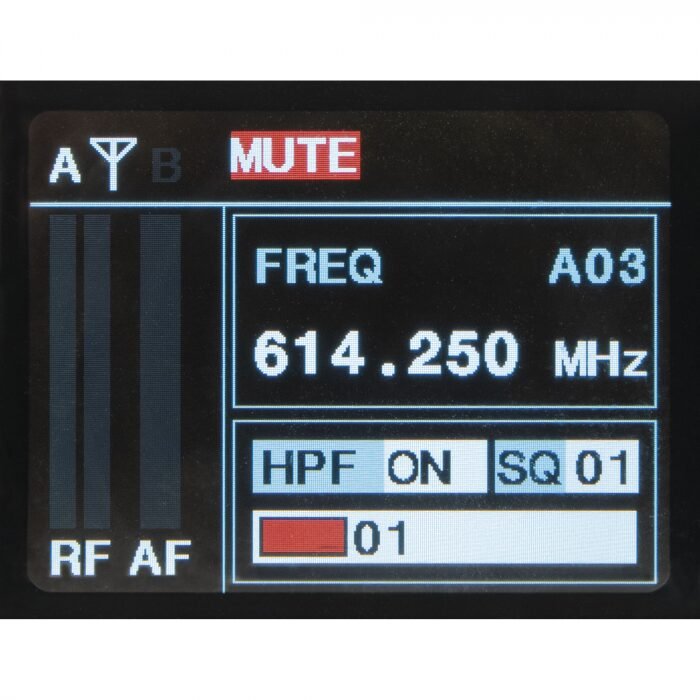 A B MUTE
FREQ A03
614.250 MHz
HPF ON SQ 01
01
RF AF